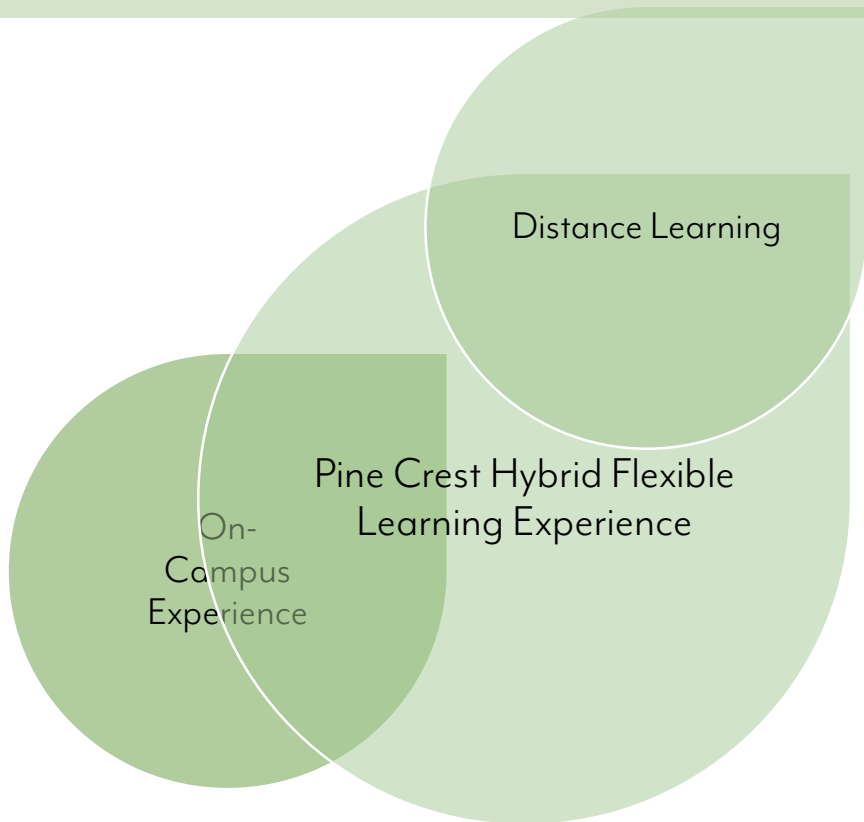 Distance Learning
Pine Crest Hybrid Flexible
Learning Experience
On-
Campus
Experience